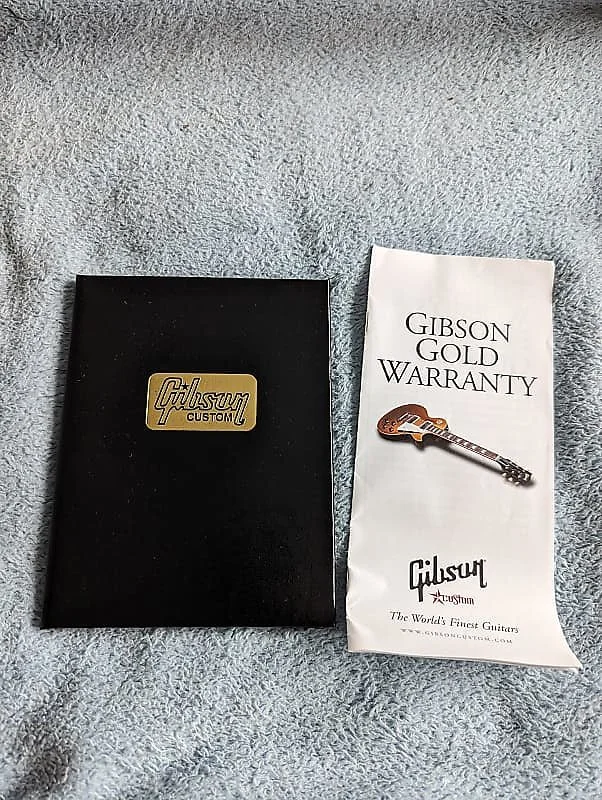 Gibson
CUSTOM
GIBSON
GOLD
WARRANTY
Gibson
Custom
The World's Finest Guitars
WWW.GIBSONCUSTOM.COM